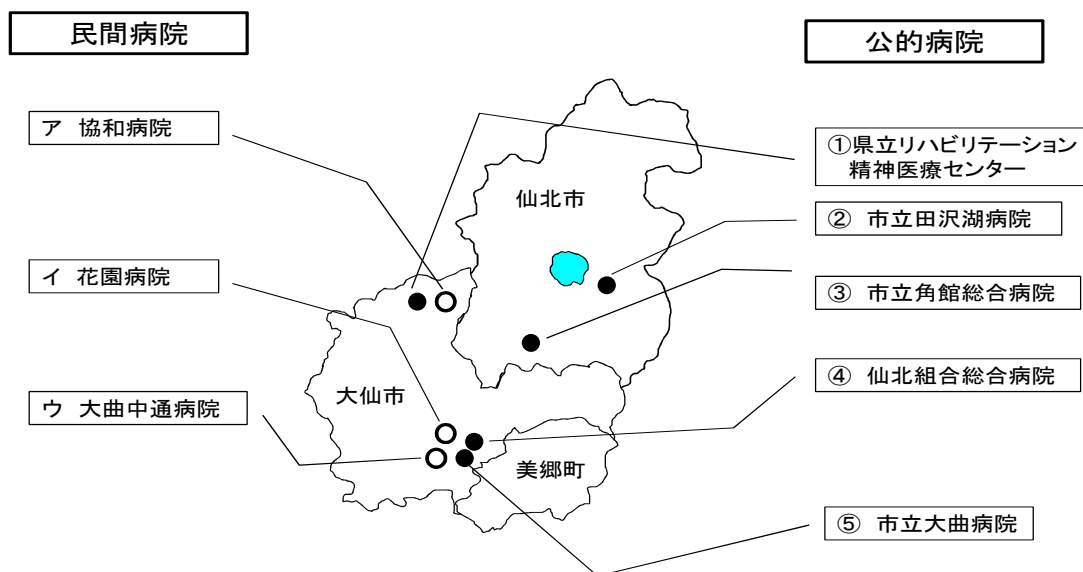 民間病院
公的病院
ア 協和病院
①県立リハビリテーション
精神医療センター
仙北市
② 市立田沢湖病院
イ 花園病院
③ 市立角館総合病院
④ 仙北組合総合病院
大仙市
ウ 大曲中通病院
美郷町
⑤ 市立大曲病院